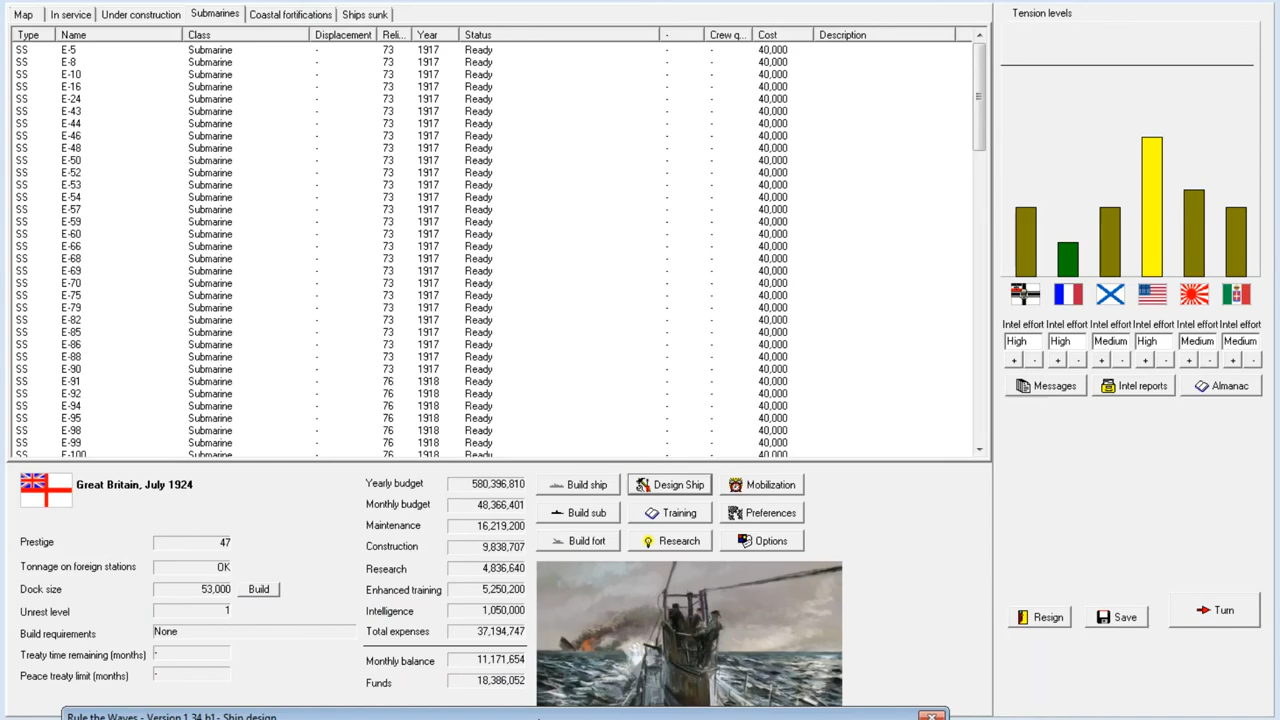 Map In service Under construction Submarines Coastal fortifications Ships sunk
Type Name Class Displacement Reli... Year Status - Crew q... Cost Description
SS E-5 Submarine - 73 1917 Ready - - 40,000
SS E-8 Submarine - 73 1917 Ready - - 40,000
SS E-10 Submarine - 73 1917 Ready - - 40,000
SS E-16 Submarine - 73 1917 Ready - - 40,000
SS E-24 Submarine - 73 1917 Ready - - 40,000
SS E-43 Submarine - 73 1917 Ready - - 40,000
SS E-44 Submarine - 73 1917 Ready - - 40,000
SS E-46 Submarine - 73 1917 Ready - - 40,000
SS E-48 Submarine - 73 1917 Ready - - 40,000
SS E-50 Submarine - 73 1917 Ready - - 40,000
SS E-52 Submarine - 73 1917 Ready - - 40,000
SS E-53 Submarine - 73 1917 Ready - - 40,000
SS E-54 Submarine - 73 1917 Ready - - 40,000
SS E-57 Submarine - 73 1917 Ready - - 40,000
SS E-59 Submarine - 73 1917 Ready - - 40,000
SS E-60 Submarine - 73 1917 Ready - - 40,000
SS E-66 Submarine - 73 1917 Ready - - 40,000
SS E-68 Submarine - 73 1917 Ready - - 40,000
SS E-69 Submarine - 73 1917 Ready - - 40,000
SS E-70 Submarine - 73 1917 Ready - - 40,000
SS E-75 Submarine - 73 1917 Ready - - 40,000
SS E-79 Submarine - 73 1917 Ready - - 40,000
SS E-82 Submarine - 73 1917 Ready - - 40,000
SS E-85 Submarine - 73 1917 Ready - - 40,000
SS E-86 Submarine - 73 1917 Ready - - 40,000
SS E-88 Submarine - 73 1917 Ready - - 40,000
SS E-90 Submarine - 73 1917 Ready - - 40,000
SS E-91 Submarine - 76 1918 Ready - - 40,000
SS E-92 Submarine - 76 1918 Ready - - 40,000
SS E-94 Submarine - 76 1918 Ready - - 40,000
SS E-95 Submarine - 76 1918 Ready - - 40,000
SS E-98 Submarine - 76 1918 Ready - - 40,000
SS E-99 Submarine - 76 1918 Ready - - 40,000
SS E-100 Submarine - 76 1918 Ready - - 40,000
Tension levels
Intel effort Intel effort Intel effort Intel effort Intel effort Intel effort
High High Medium High Medium Medium
+ - + - + - + - + - + -
Messages Intel reports Almanac
Great Britain, July 1924
Prestige 47
Tonnage on foreign stations OK
Dock size 53,000 Build
Unrest level 1
Build requirements None
Treaty time remaining (months) -
Peace treaty limit (months) -
Yearly budget 580,396,810
Monthly budget 48,366,401
Maintenance 16,219,200
Construction 9,838,707
Research 4,836,640
Enhanced training 5,250,200
Intelligence 1,050,000
Total expenses 37,194,747
Monthly balance 11,171,654
Funds 18,386,052
Build ship Design Ship Mobilization
Build sub Training Preferences
Build fort Research Options
Resign Save Turn
Rule the Waves - Version 1.34 b1- Ship design